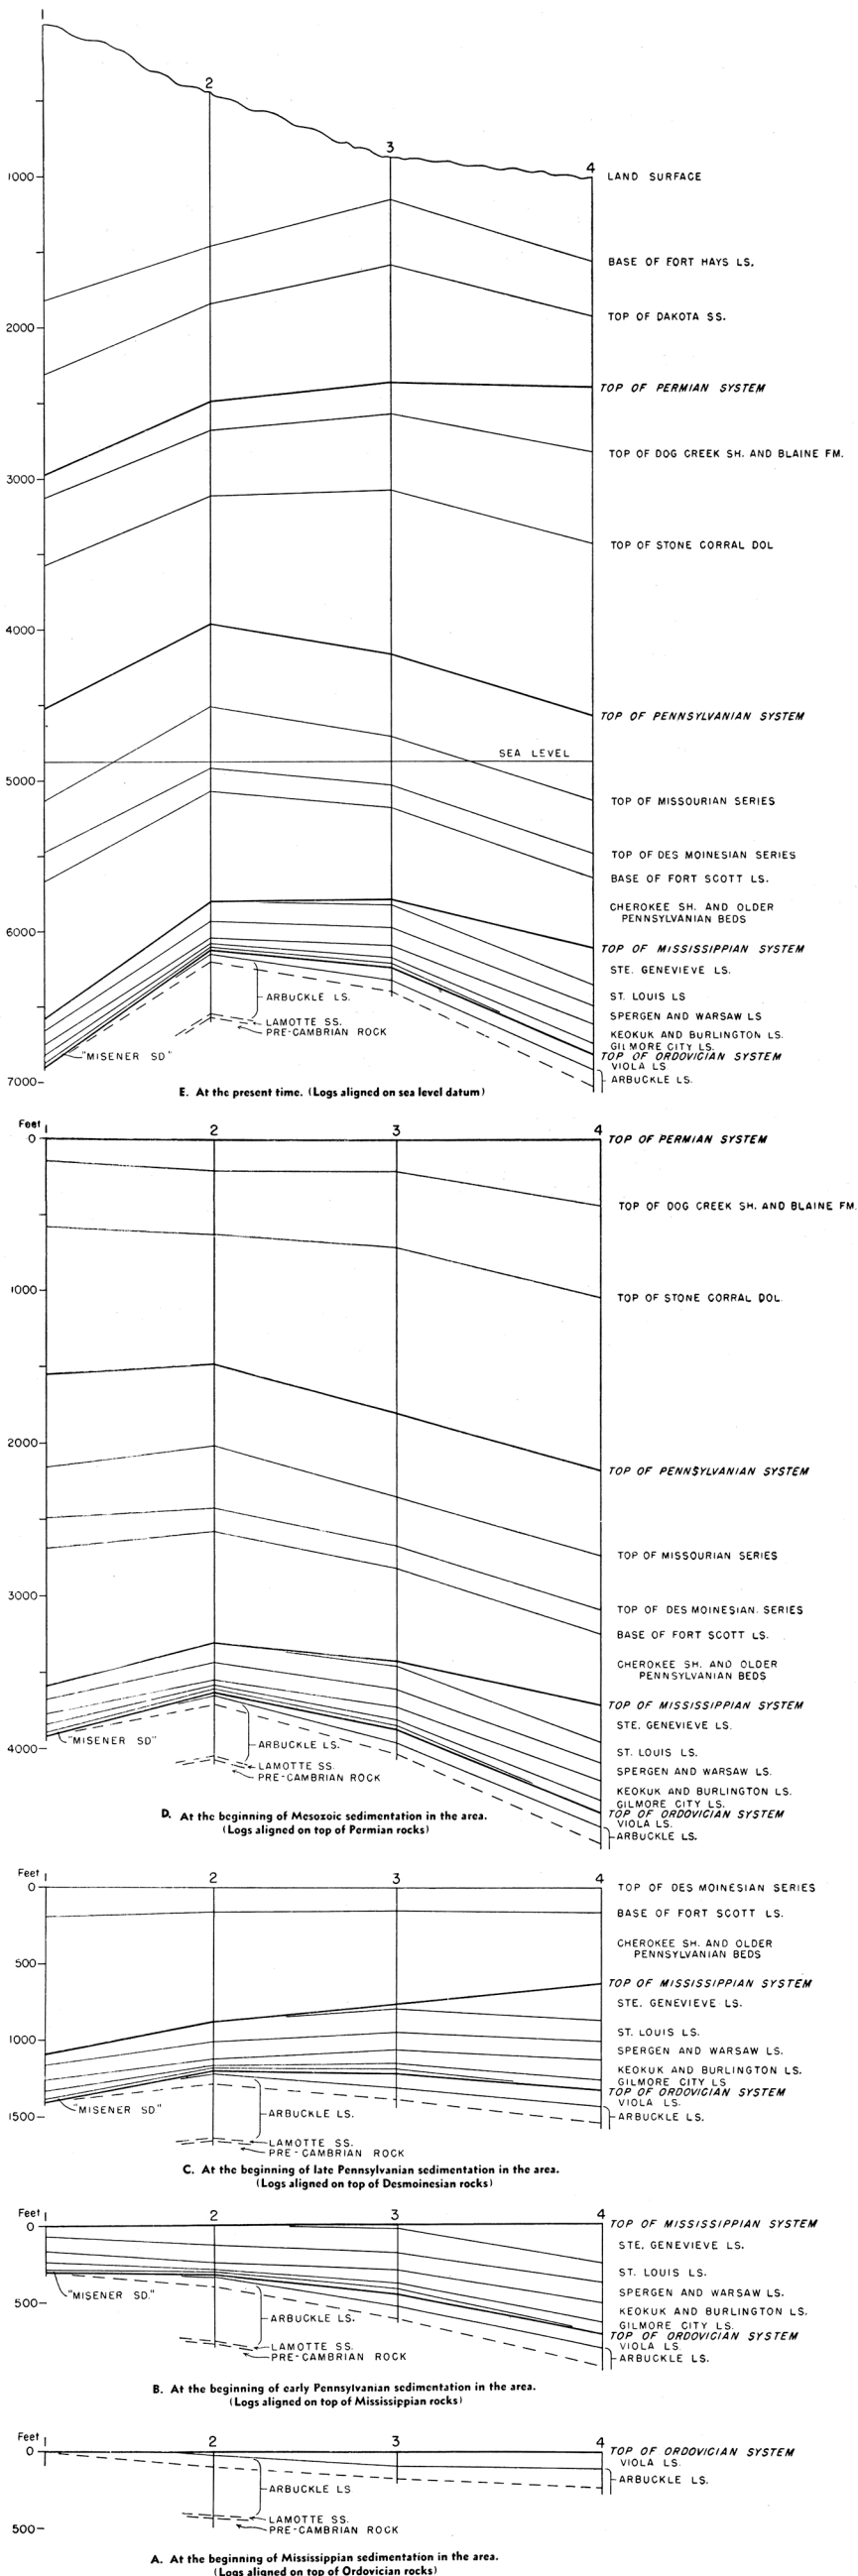 1
2
3
4
LAND SURFACE
1000
BASE OF FORT HAYS LS.
TOP OF DAKOTA SS.
2000
TOP OF PERMIAN SYSTEM
TOP OF DOG CREEK SH. AND BLAINE FM.
3000
TOP OF STONE CORRAL DOL
4000
TOP OF PENNSYLVANIAN SYSTEM
SEA LEVEL
5000
TOP OF MISSOURIAN SERIES
TOP OF DES MOINESIAN SERIES
BASE OF FORT SCOTT LS.
CHEROKEE SH. AND OLDER
PENNSYLVANIAN BEDS
6000
TOP OF MISSISSIPPIAN SYSTEM
STE. GENEVIEVE LS.
ARBUCKLE LS.
ST. LOUIS LS
SPERGEN AND WARSAW LS
LAMOTTE SS.
PRE-CAMBRIAN ROCK
KEOKUK AND BURLINGTON LS.
GILMORE CITY LS.
"MISENER SD"
TOP OF ORDOVICIAN SYSTEM
VIOLA LS
7000
ARBUCKLE LS.
E. At the present time. (Logs aligned on sea level datum)
Feet
1
2
3
4
0
TOP OF PERMIAN SYSTEM
TOP OF DOG CREEK SH. AND BLAINE FM.
1000
TOP OF STONE CORRAL DOL.
2000
TOP OF PENNSYLVANIAN SYSTEM
TOP OF MISSOURIAN SERIES
3000
TOP OF DES MOINESIAN SERIES
BASE OF FORT SCOTT LS.
CHEROKEE SH. AND OLDER
PENNSYLVANIAN BEDS
TOP OF MISSISSIPPIAN SYSTEM
STE. GENEVIEVE LS.
"MISENER SD"
ARBUCKLE LS.
4000
ST. LOUIS LS.
LAMOTTE SS.
SPERGEN AND WARSAW LS.
PRE-CAMBRIAN ROCK
KEOKUK AND BURLINGTON LS.
GILMORE CITY LS.
TOP OF ORDOVICIAN SYSTEM
VIOLA LS.
ARBUCKLE LS.
D. At the beginning of Mesozoic sedimentation in the area.
(Logs aligned on top of Permian rocks)
Feet
1
2
3
4
0
TOP OF DES MOINESIAN SERIES
BASE OF FORT SCOTT LS.
CHEROKEE SH. AND OLDER
PENNSYLVANIAN BEDS
500
TOP OF MISSISSIPPIAN SYSTEM
STE. GENEVIEVE LS.
1000
ST. LOUIS LS.
SPERGEN AND WARSAW LS.
KEOKUK AND BURLINGTON LS.
GILMORE CITY LS
TOP OF ORDOVICIAN SYSTEM
"MISENER SD"
VIOLA LS.
1500
ARBUCKLE LS.
ARBUCKLE LS.
LAMOTTE SS.
PRE-CAMBRIAN ROCK
C. At the beginning of late Pennsylvanian sedimentation in the area.
(Logs aligned on top of Desmoinesian rocks)
Feet
1
2
3
4
0
TOP OF MISSISSIPPIAN SYSTEM
STE. GENEVIEVE LS.
ST. LOUIS LS.
"MISENER SD."
SPERGEN AND WARSAW LS.
500
KEOKUK AND BURLINGTON LS.
ARBUCKLE LS.
GILMORE CITY LS.
TOP OF ORDOVICIAN SYSTEM
LAMOTTE SS.
VIOLA LS.
PRE-CAMBRIAN ROCK
ARBUCKLE LS.
B. At the beginning of early Pennsylvanian sedimentation in the area.
(Logs aligned on top of Mississippian rocks)
Feet
1
2
3
4
0
TOP OF ORDOVICIAN SYSTEM
VIOLA LS.
ARBUCKLE LS
ARBUCKLE LS.
LAMOTTE SS.
500
PRE-CAMBRIAN ROCK
A. At the beginning of Mississippian sedimentation in the area.
(Logs aligned on top of Ordovician rocks)